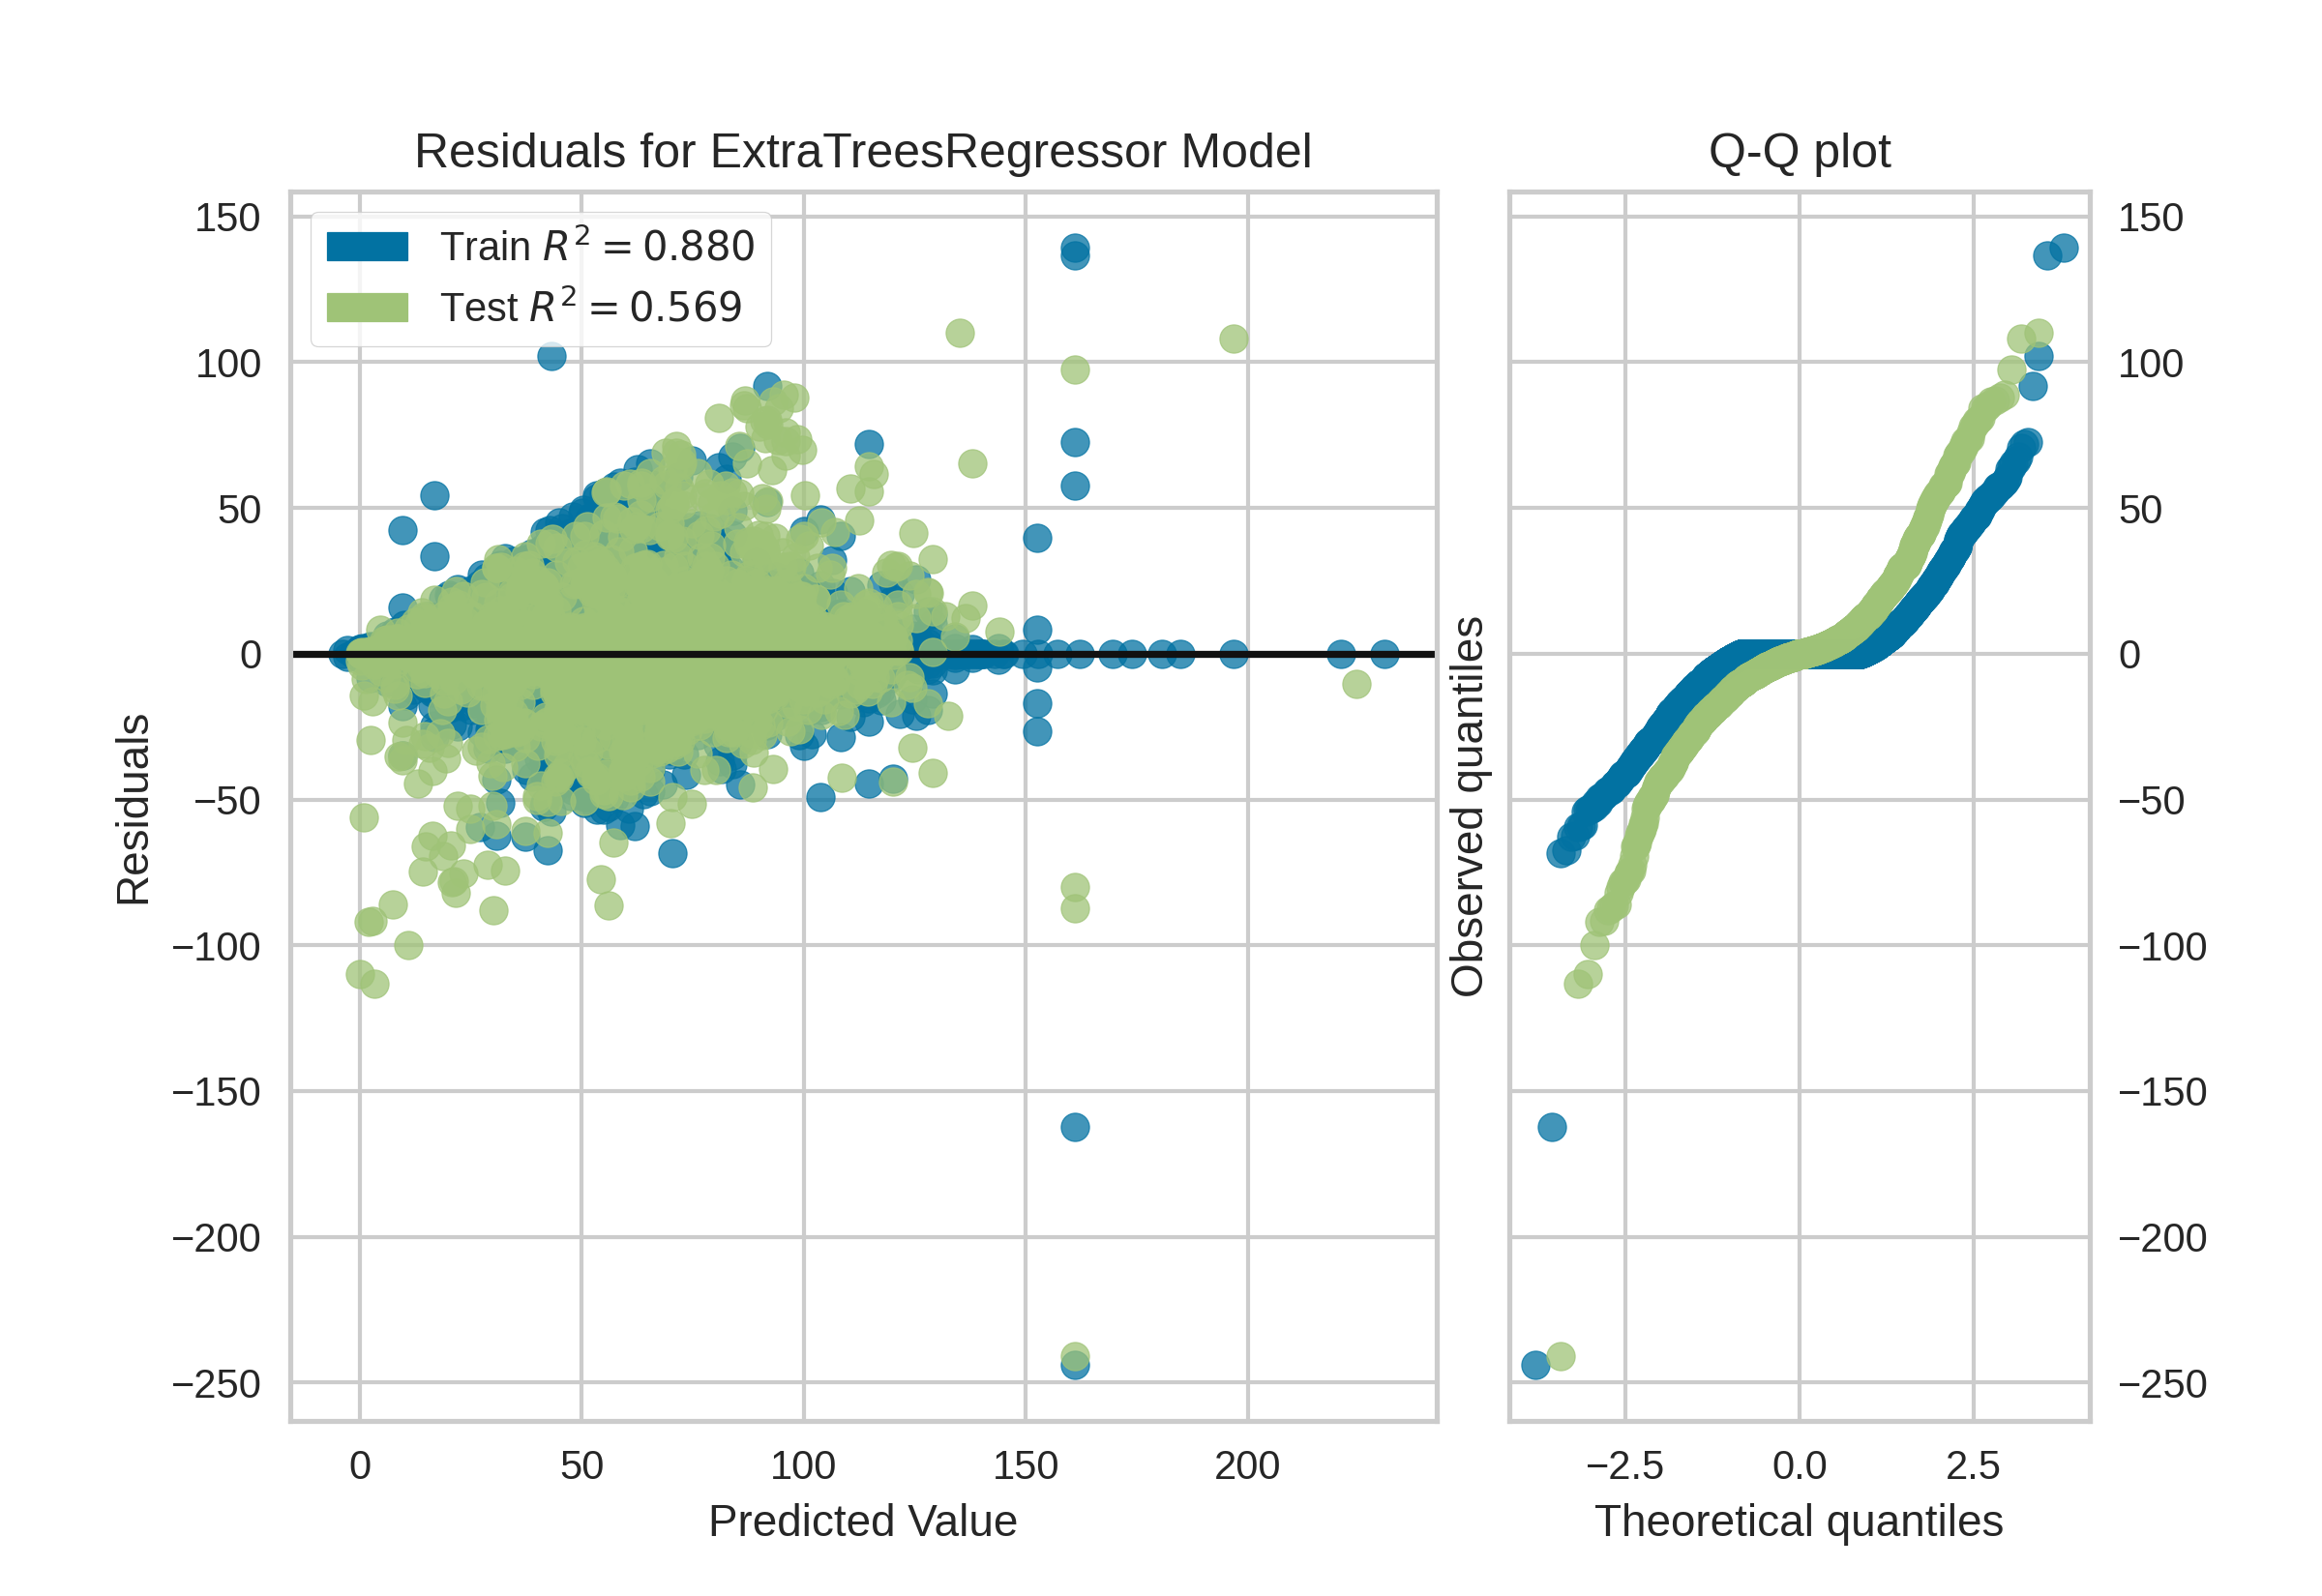 Residuals for ExtraTreesRegressor Model
Train R² = 0.880
Test R² = 0.569
150
100
50
0
−50
−100
−150
−200
−250
Residuals
0 50 100 150 200
Predicted Value
Q-Q plot
Observed quantiles
150
100
50
0
−50
−100
−150
−200
−250
−2.5 0.0 2.5
Theoretical quantiles